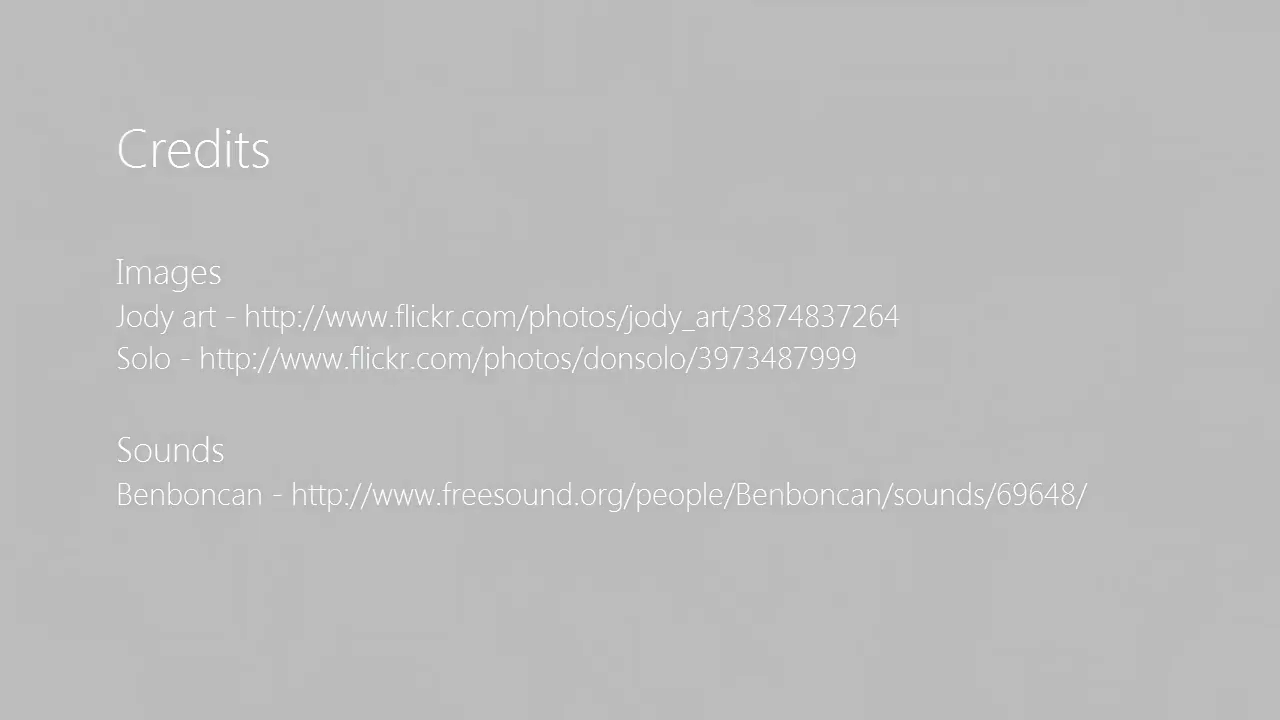 Credits
Images
Jody art - http://www.flickr.com/photos/jody_art/3874837264
Solo - http://www.flickr.com/photos/donsolo/3973487999
Sounds
Benboncan - http://www.freesound.org/people/Benboncan/sounds/69648/